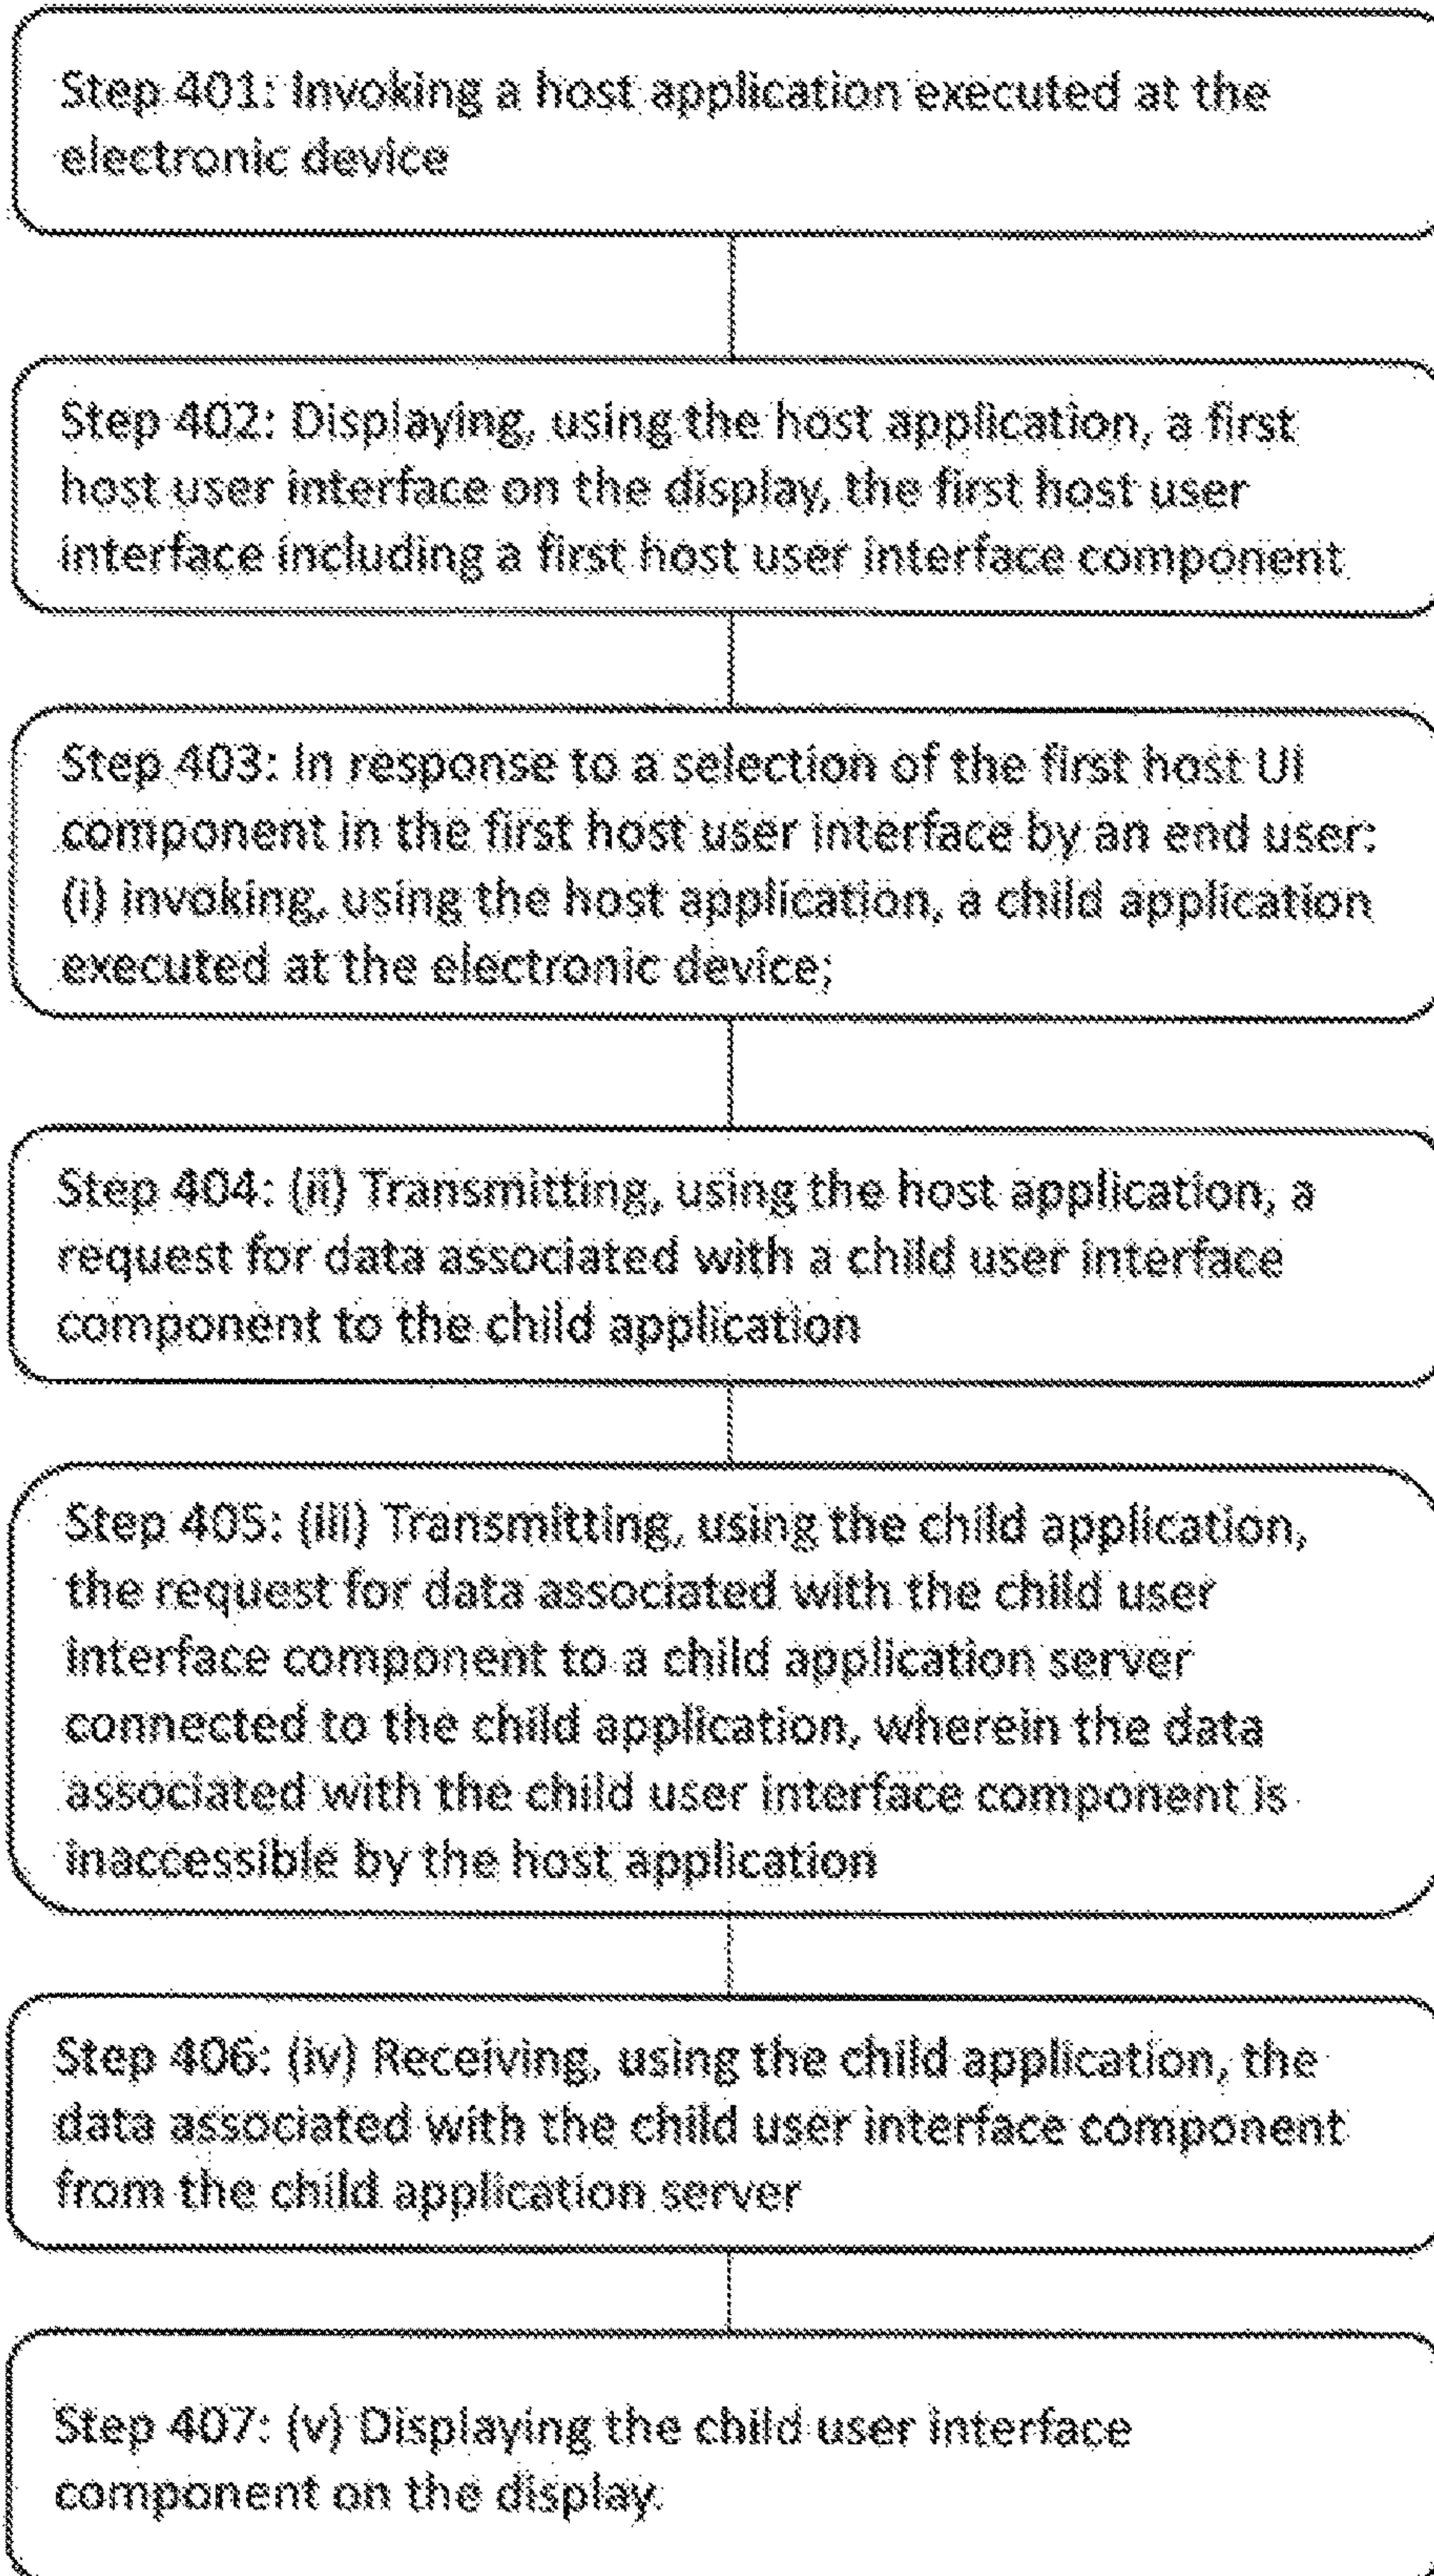 Step 401: Invoking a host application executed at the
electronic device
Step 402: Displaying, using the host application, a first
host user interface on the display, the first host user
interface including a first host user interface component
Step 403: In response to a selection of the first host UI
component in the first host user interface by an end user:
(i) invoking, using the host application, a child application
executed at the electronic device;
Step 404: (ii) Transmitting, using the host application, a
request for data associated with a child user interface
component to the child application
Step 405: (iii) Transmitting, using the child application,
the request for data associated with the child user
interface component to a child application server
connected to the child application, wherein the data
associated with the child user interface component is
inaccessible by the host application
Step 406: (iv) Receiving, using the child application, the
data associated with the child user interface component
from the child application server
Step 407: (v) Displaying the child user interface
component on the display.